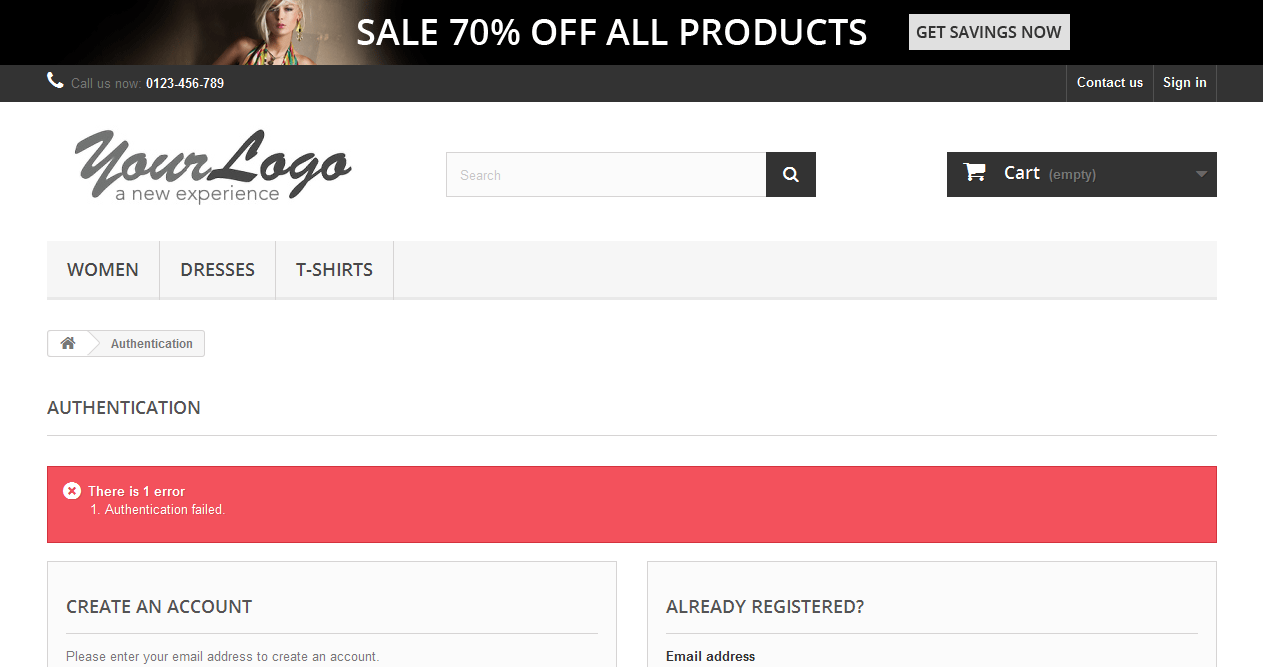 SALE 70% OFF ALL PRODUCTS GET SAVINGS NOW
Call us now: 0123-456-789 Contact us Sign in
YourLogo
a new experience
Search
Cart (empty)
WOMEN DRESSES T-SHIRTS
Authentication
AUTHENTICATION
There is 1 error
1. Authentication failed.
CREATE AN ACCOUNT
Please enter your email address to create an account.
ALREADY REGISTERED?
Email address